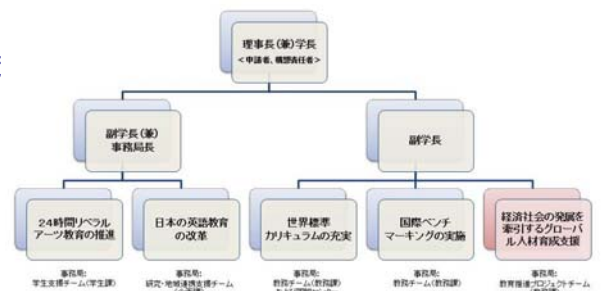 理事長(兼)学長
<申請者、構想責任者>
副学長(兼)
事務局長
副学長
24時間リベラル
アーツ教育の推進
日本の英語教育
の改革
世界標準
カリキュラムの充実
国際ベンチ
マーキングの実施
経済社会の発展を
牽引するグローバ
ル人材育成支援
事務局:
学生支援チーム(学生課)
事務局:
研究・地域連携支援チーム
事務局:
教務チーム(教務課)
事務局:
教務チーム(教務課)
事務局:
教育推進プロジェクトチーム